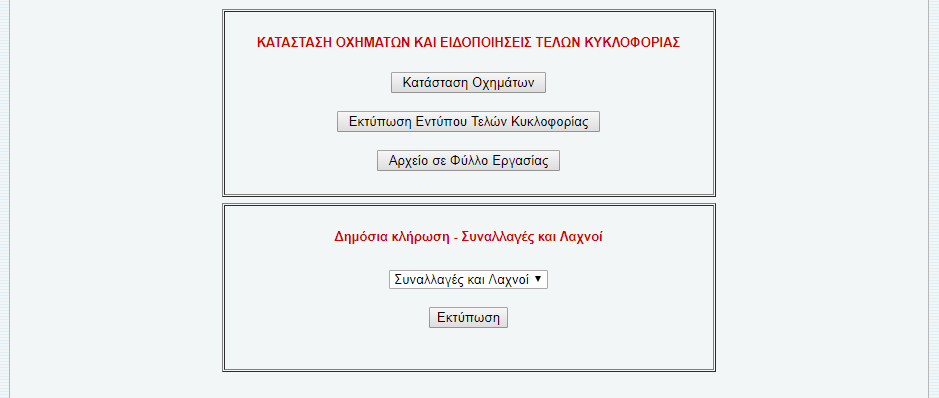 ΚΑΤΑΣΤΑΣΗ ΟΧΗΜΑΤΩΝ ΚΑΙ ΕΙΔΟΠΟΙΗΣΕΙΣ ΤΕΛΩΝ ΚΥΚΛΟΦΟΡΙΑΣ
Κατάσταση Οχημάτων
Εκτύπωση Εντύπου Τελών Κυκλοφορίας
Αρχείο σε Φύλλο Εργασίας
Δημόσια κλήρωση - Συναλλαγές και Λαχνοί
Συναλλαγές και Λαχνοί
Εκτύπωση